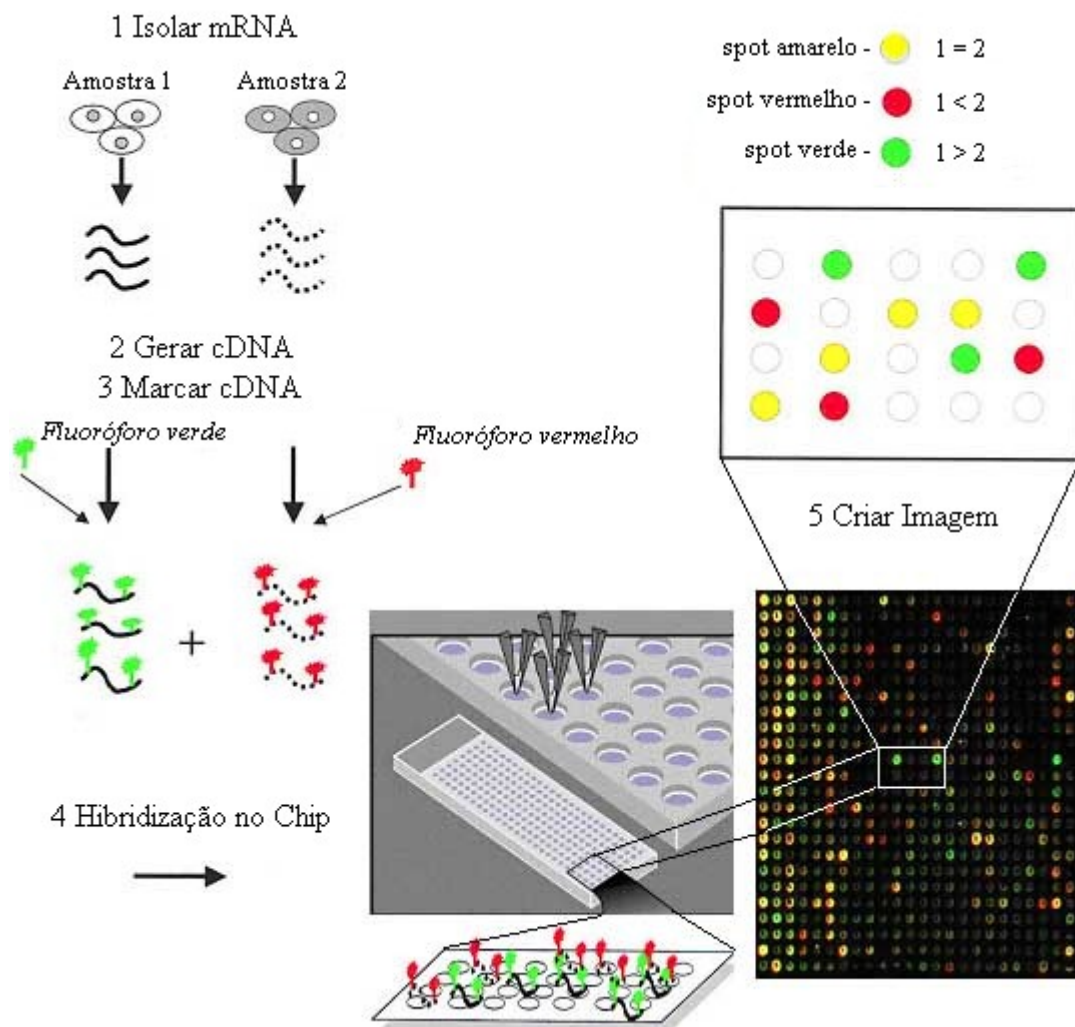 1 Isolar mRNA
Amostra 1
Amostra 2
2 Gerar cDNA
3 Marcar cDNA
Fluoróforo verde
Fluoróforo vermelho
+
4 Hibridização no Chip
spot amarelo - 1 = 2
spot vermelho - 1 < 2
spot verde - 1 > 2
5 Criar Imagem